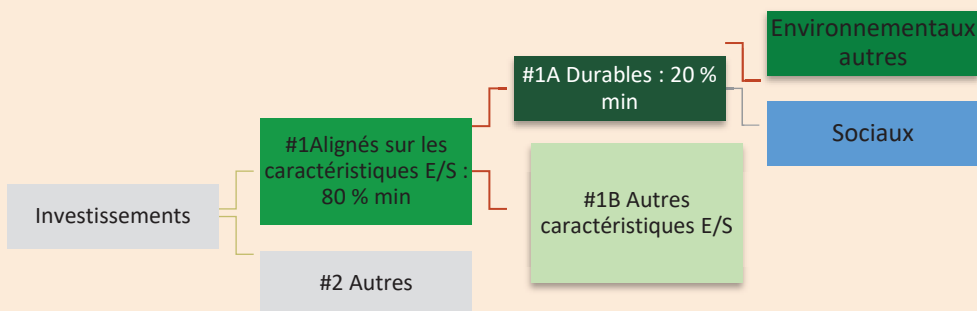 Investissements
#1Alignés sur les
caractéristiques E/S :
80 % min
#2 Autres
#1A Durables : 20 %
min
#1B Autres
caractéristiques E/S
Environnementaux
autres
Sociaux